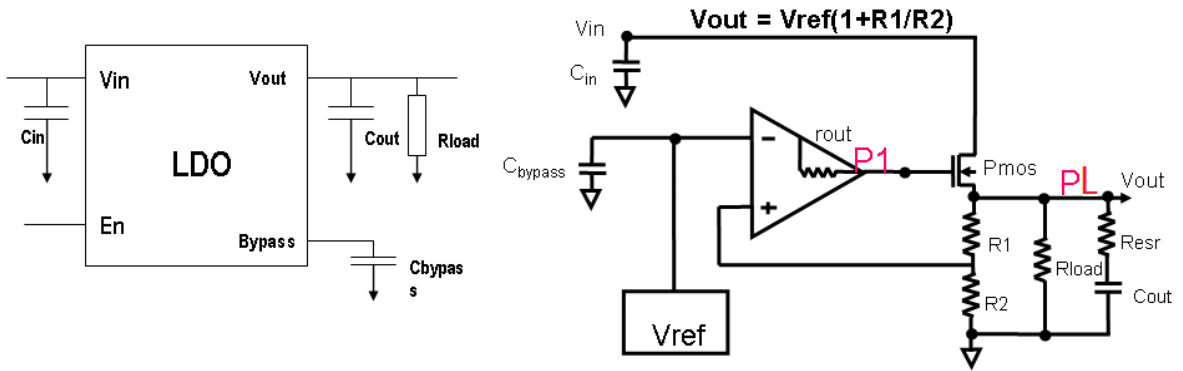 Vin
Vout
Cin
Cout
Rload
LDO
En
Bypass
Cbypas
s
Vout = Vref(1+R1/R2)
Vin
Cin
rout
P1
Pmos
Cbypass
−
+
PL
Vout
R1
Resr
Rload
R2
Cout
Vref